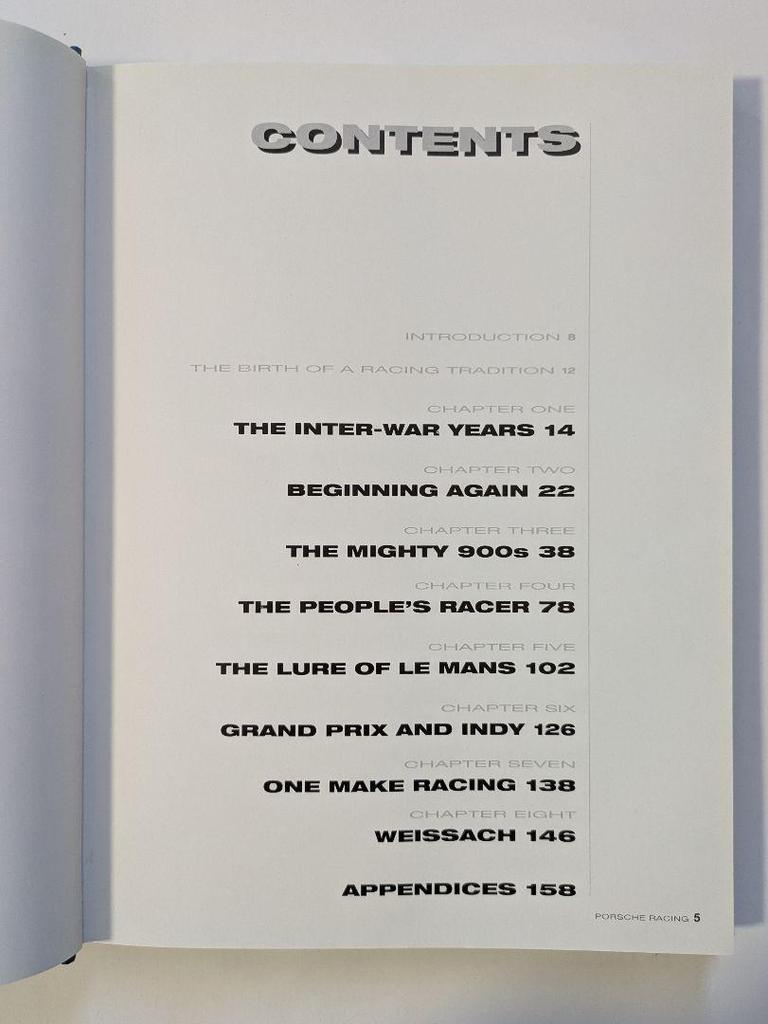 CONTENTS
INTRODUCTION 8
THE BIRTH OF A RACING TRADITION 12
CHAPTER ONE
THE INTER-WAR YEARS 14
CHAPTER TWO
BEGINNING AGAIN 22
CHAPTER THREE
THE MIGHTY 900s 38
CHAPTER FOUR
THE PEOPLE'S RACER 78
CHAPTER FIVE
THE LURE OF LE MANS 102
CHAPTER SIX
GRAND PRIX AND INDY 126
CHAPTER SEVEN
ONE MAKE RACING 138
CHAPTER EIGHT
WEISSACH 146
APPENDICES 158
PORSCHE RACING 5